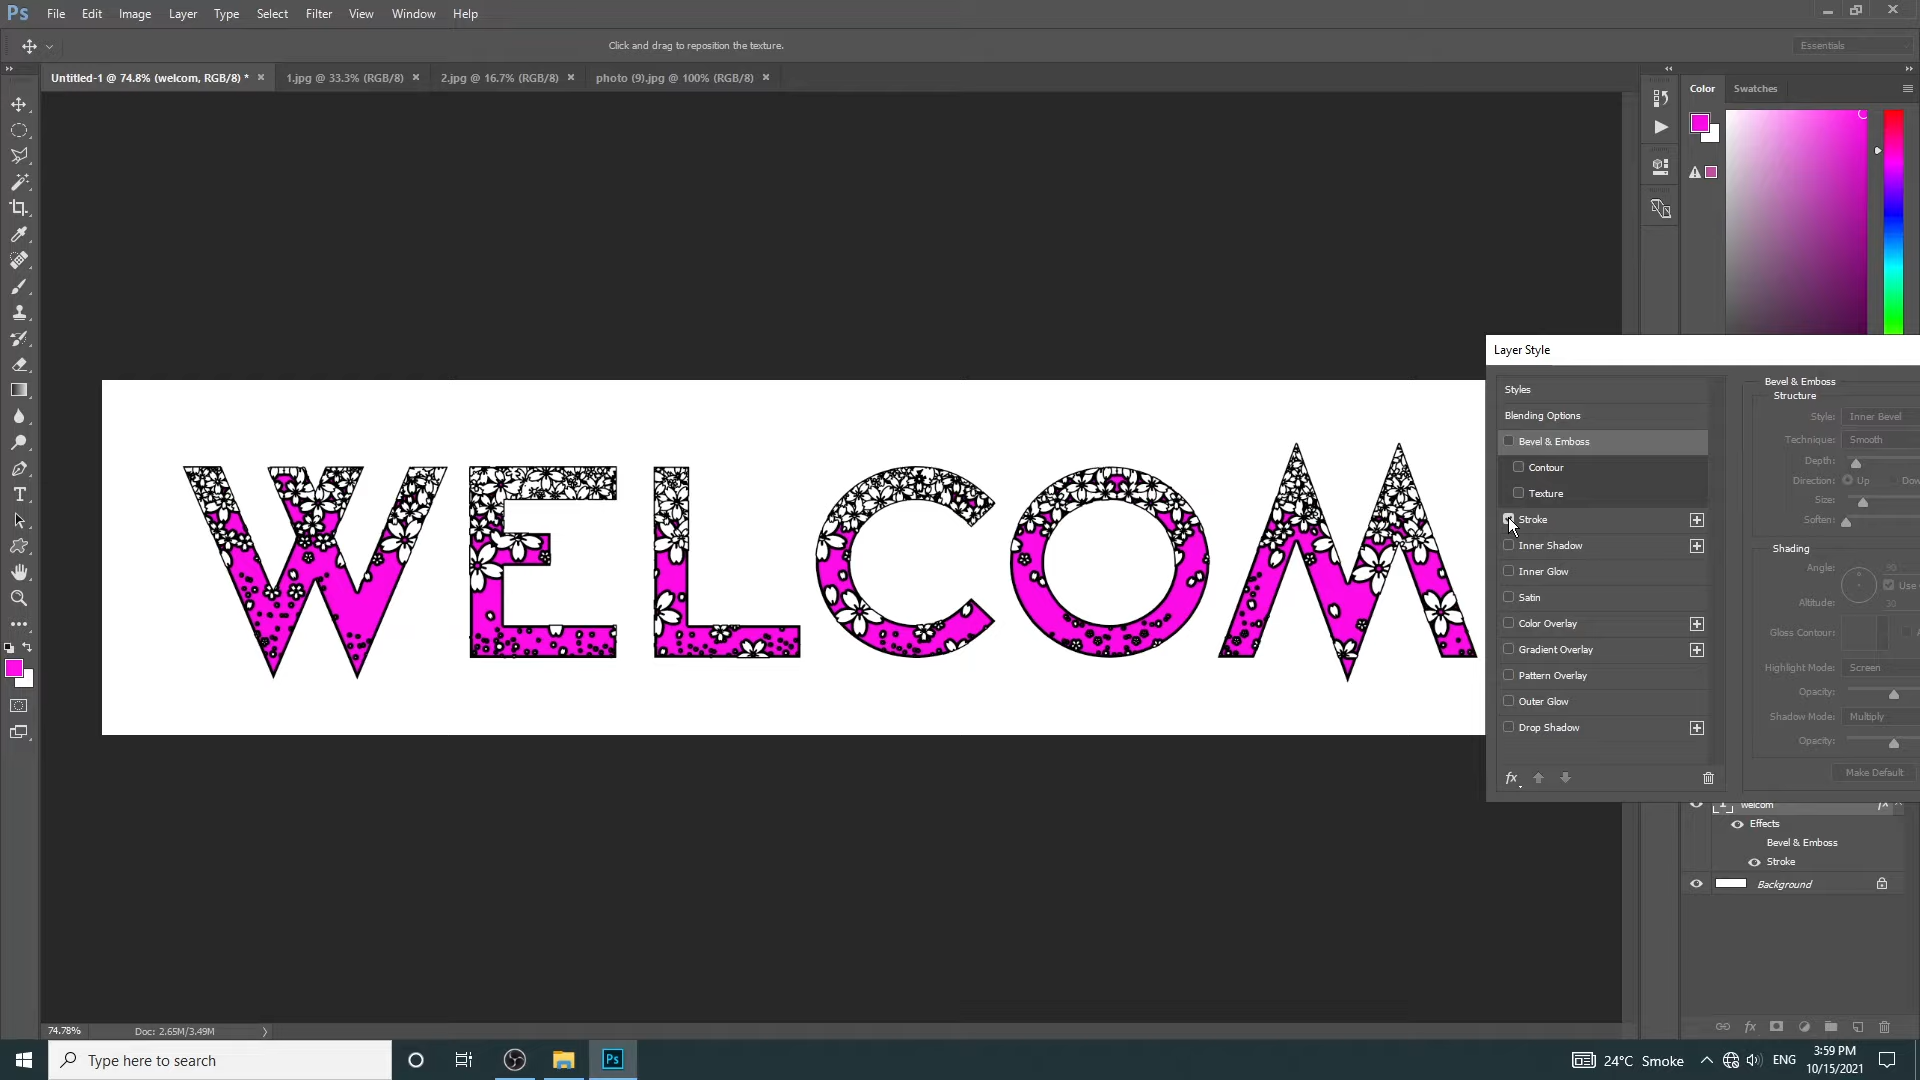 Ps File Edit Image Layer Type Select Filter View Window Help
Click and drag to reposition the texture.
Essentials
Untitled-1 @ 74.8% (welcom, RGB/8) * × 1.jpg @ 33.3% (RGB/8) × 2.jpg @ 16.7% (RGB/8) × photo (9).jpg @ 100% (RGB/8) ×
Color Swatches
WELCOM
Layer Style
Styles
Blending Options
Bevel & Emboss
Contour
Texture
Stroke
Inner Shadow
Inner Glow
Satin
Color Overlay
Gradient Overlay
Pattern Overlay
Outer Glow
Drop Shadow
fx
Bevel & Emboss
Structure
Style: Inner Bevel
Technique: Smooth
Depth:
Direction: Up
Size:
Soften:
Shading
Angle: 90
Use
Altitude: 30
Gloss Contour:
Highlight Mode: Screen
Opacity:
Shadow Mode: Multiply
Opacity:
Make Default
welcom fx
Effects
Bevel & Emboss
Stroke
Background
fx
74.78% Doc: 2.65M/3.49M
Type here to search
Ps
24°C Smoke
ENG
3:59 PM
10/15/2021